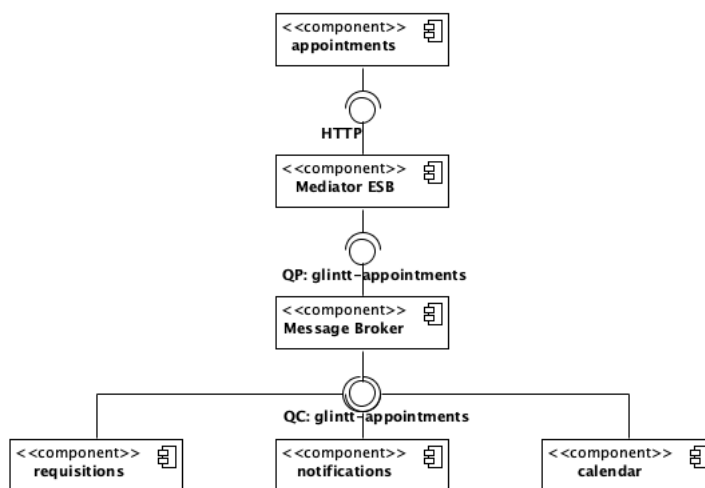 <<component>>
appointments
HTTP
<<component>>
Mediator ESB
QP: glintt-appointments
<<component>>
Message Broker
QC: glintt-appointments
<<component>>
requisitions
<<component>>
notifications
<<component>>
calendar